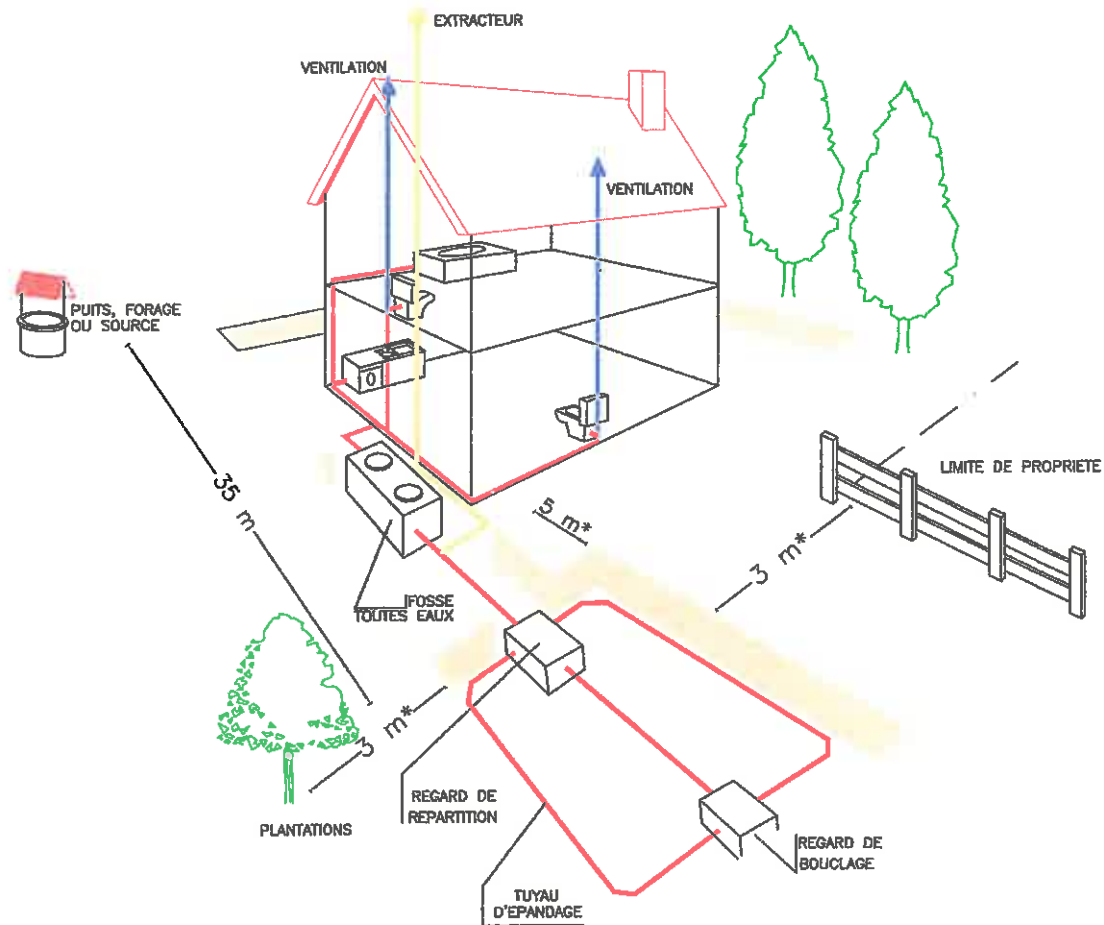 EXTRACTEUR
VENTILATION
VENTILATION
PUITS, FORAGE
OU SOURCE
35 m
LIMITE DE PROPRIETE
5 m*
3 m*
FOSSE
TOUTES EAUX
3 m*
REGARD DE
REPARTITION
PLANTATIONS
REGARD DE
BOUCLAGE
TUYAU
D'EPANDAGE